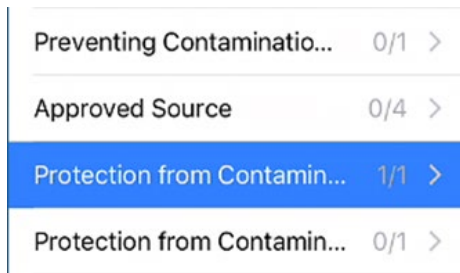 Preventing Contaminatio... 0/1 >
Approved Source 0/4 >
Protection from Contamin... 1/1 >
Protection from Contamin... 0/1 >